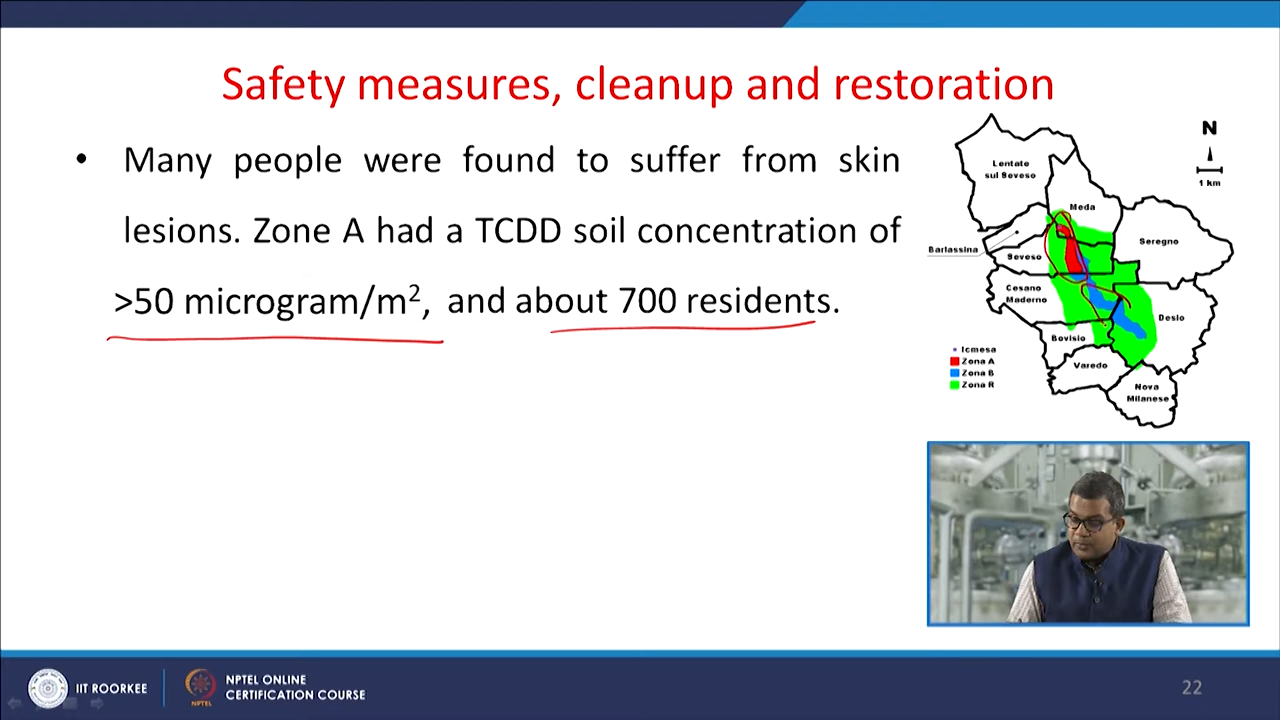 Safety measures, cleanup and restoration
• Many people were found to suffer from skin
lesions. Zone A had a TCDD soil concentration of
>50 microgram/m², and about 700 residents.
N
1 km
Lentate
sul Seveso
Meda
Barlassina
Seveso
Seregno
Cesano
Maderno
Desio
Bovisio
Varedo
Nova
Milanese
Icmesa
Zona A
Zona B
Zona R
IIT ROORKEE
NPTEL
NPTEL ONLINE
CERTIFICATION COURSE
22